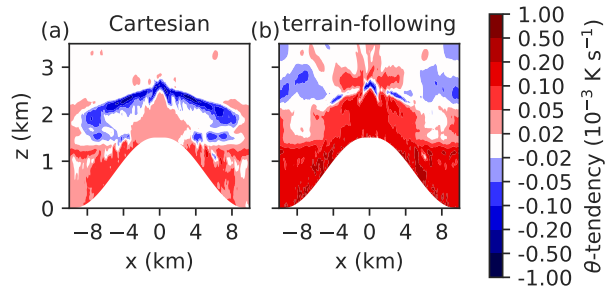 (a) Cartesian
(b) terrain-following
z (km)
3
2
1
0
−8 −4 0 4 8
x (km)
−8 −4 0 4 8
x (km)
1.00
0.50
0.20
0.10
0.05
0.02
-0.02
-0.05
-0.10
-0.20
-0.50
-1.00
θ-tendency (10⁻³ K s⁻¹)